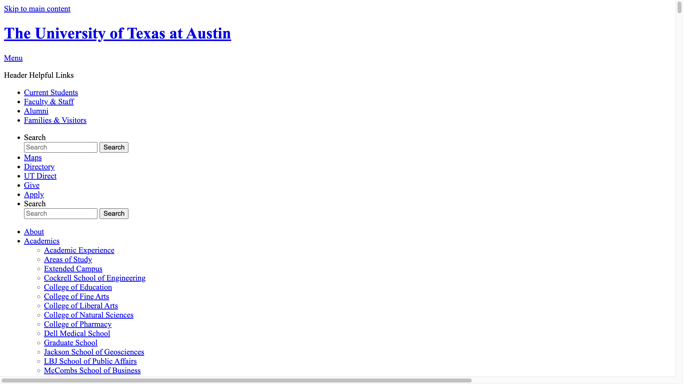 Skip to main content
The University of Texas at Austin
Menu
Header Helpful Links
Current Students
Faculty & Staff
Alumni
Families & Visitors
Search
Search Search
Maps
Directory
UT Direct
Give
Apply
Search
Search Search
About
Academics
Academic Experience
Areas of Study
Extended Campus
Cockrell School of Engineering
College of Education
College of Fine Arts
College of Liberal Arts
College of Natural Sciences
College of Pharmacy
Dell Medical School
Graduate School
Jackson School of Geosciences
LBJ School of Public Affairs
McCombs School of Business